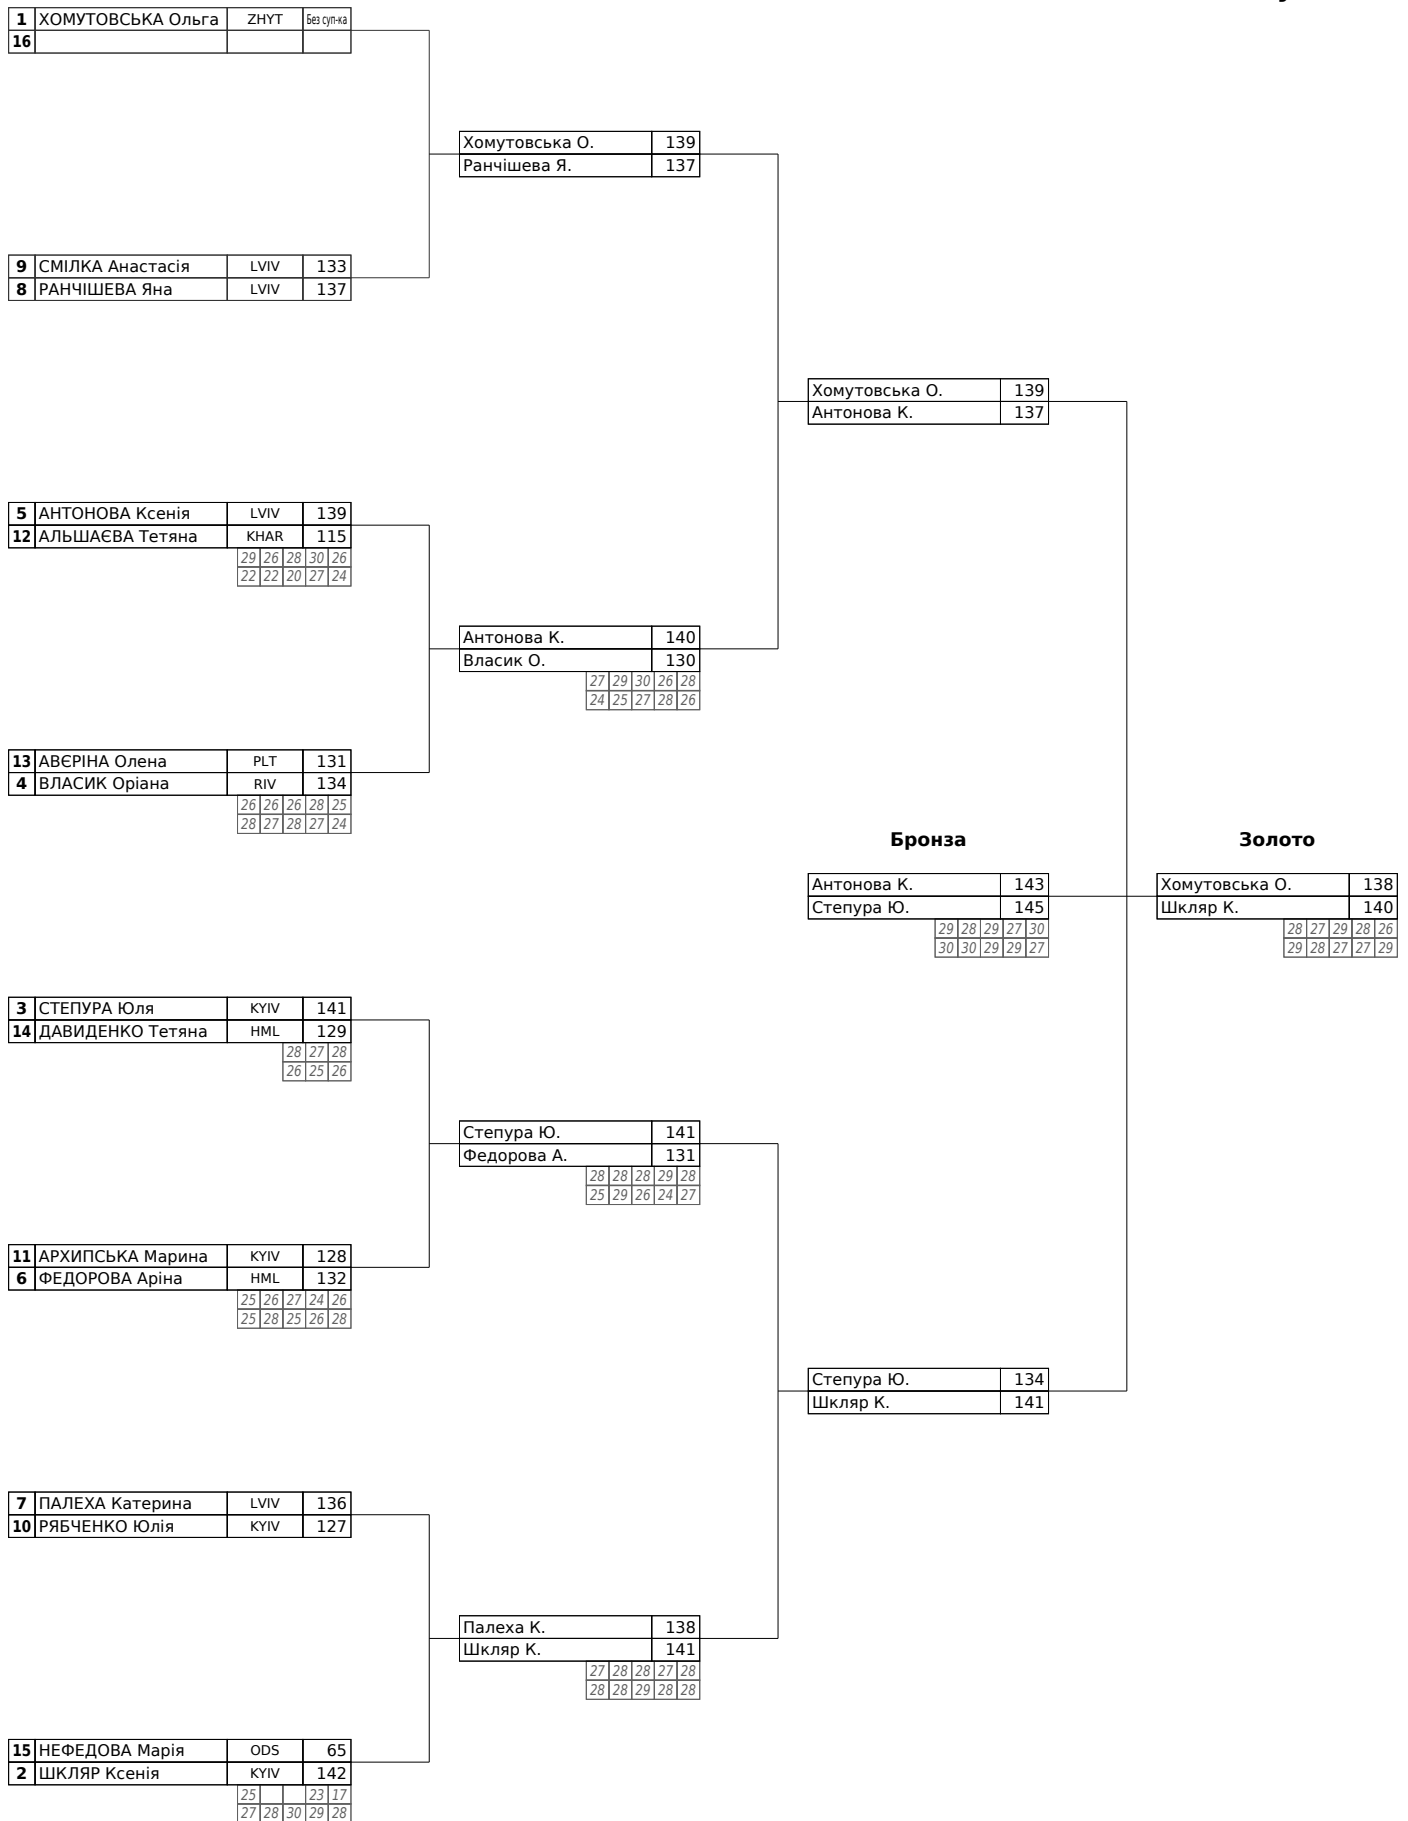 1 ХОМУТОВСЬКА Ольга ZHYT Без суп-ка
16
Хомутовська О. 139
Ранчішева Я. 137
9 СМІЛКА Анастасія LVIV 133
8 РАНЧІШЕВА Яна LVIV 137
Хомутовська О. 139
Антонова К. 137
5 АНТОНОВА Ксенія LVIV 139
12 АЛЬШАЄВА Тетяна KHAR 115
29 26 28 30 26
22 22 20 27 24
Антонова К. 140
Власик О. 130
27 29 30 26 28
24 25 27 28 26
13 АВЄРІНА Олена PLT 131
4 ВЛАСИК Оріана RIV 134
26 26 26 28 25
28 27 28 27 24
Бронза Золото
Антонова К. 143 Хомутовська О. 138
Степура Ю. 145 Шкляр К. 140
29 28 29 27 30 28 27 29 28 26
30 30 29 29 27 29 28 27 27 29
3 СТЕПУРА Юля KYIV 141
14 ДАВИДЕНКО Тетяна HML 129
28 27 28
26 25 26
Степура Ю. 141
Федорова А. 131
28 28 28 29 28
25 29 26 24 27
11 АРХИПСЬКА Марина KYIV 128
6 ФЕДОРОВА Аріна HML 132
25 26 27 24 26
25 28 25 26 28
Степура Ю. 134
Шкляр К. 141
7 ПАЛЕХА Катерина LVIV 136
10 РЯБЧЕНКО Юлія KYIV 127
Палеха К. 138
Шкляр К. 141
27 28 28 27 28
28 28 29 28 28
15 НЕФЕДОВА Марія ODS 65
2 ШКЛЯР Ксенія KYIV 142
25 23 17
27 28 30 29 28